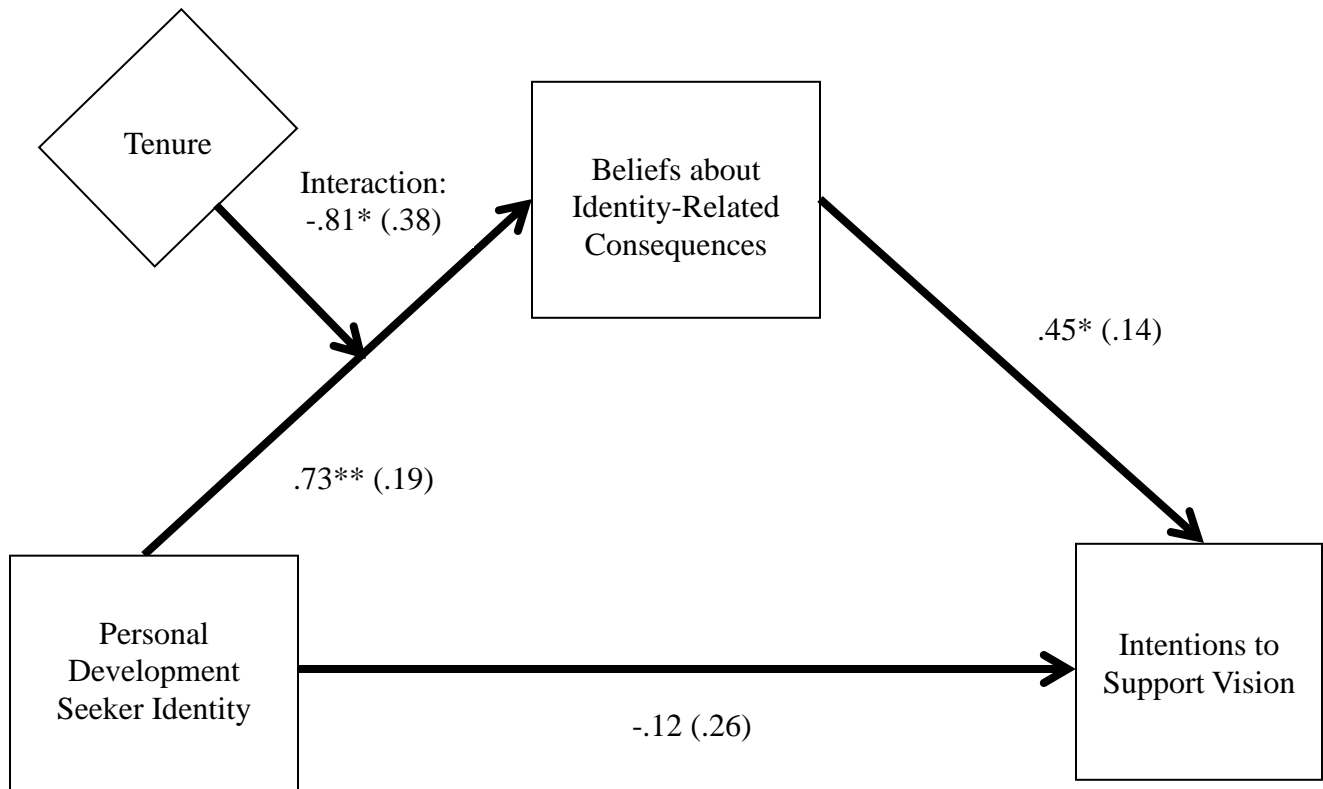 Tenure
Interaction:
-.81* (.38)
Beliefs about
Identity-Related
Consequences
.45* (.14)
.73** (.19)
Personal
Development
Seeker Identity
Intentions to
Support Vision
-.12 (.26)